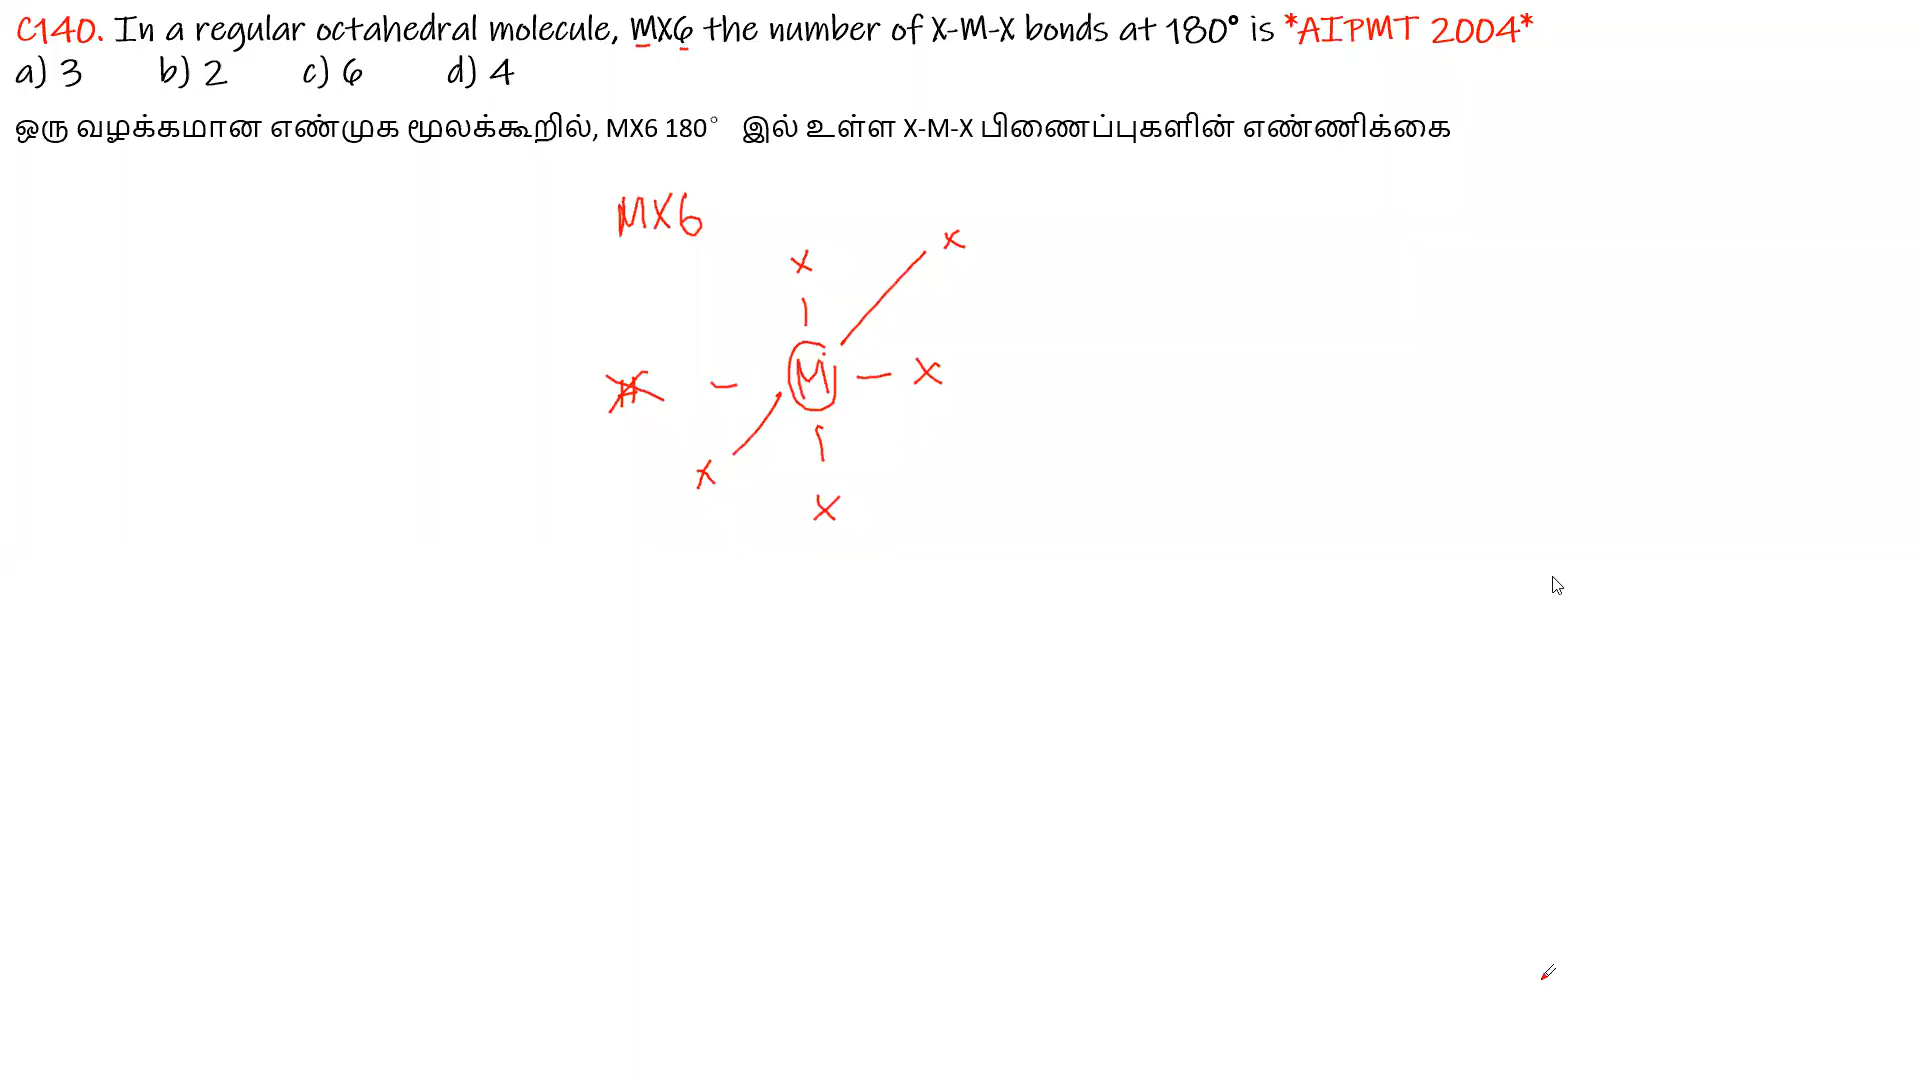 C140. In a regular octahedral molecule, MX6 the number of X-M-X bonds at 180° is *AIPMT 2004*
a) 3 b) 2 c) 6 d) 4
ஒரு வழக்கமான எண்முக மூலக்கூறில், MX6 180° இல் உள்ள X-M-X பிணைப்புகளின் எண்ணிக்கை
MX6
x x
M X
x
x